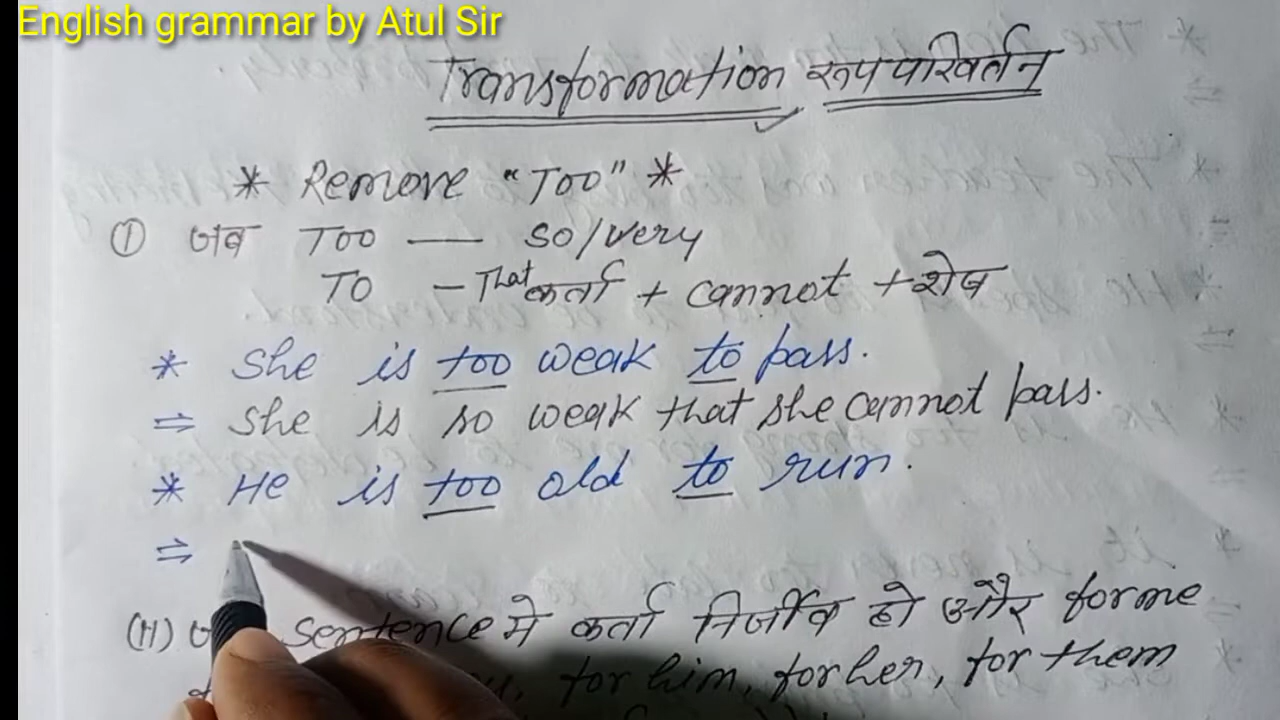 English grammar by Atul Sir
Transformation रूपपरिवर्तन
* Remove "Too" *
① जब Too — so/very
To — That कर्ता + cannot + शेष
* She is too weak to pass.
⇒ She is so weak that she cannot pass.
* He is too old to run.
⇒
(II) sentence मे कर्ता निर्जीव हो और for me
for him, for her, for them